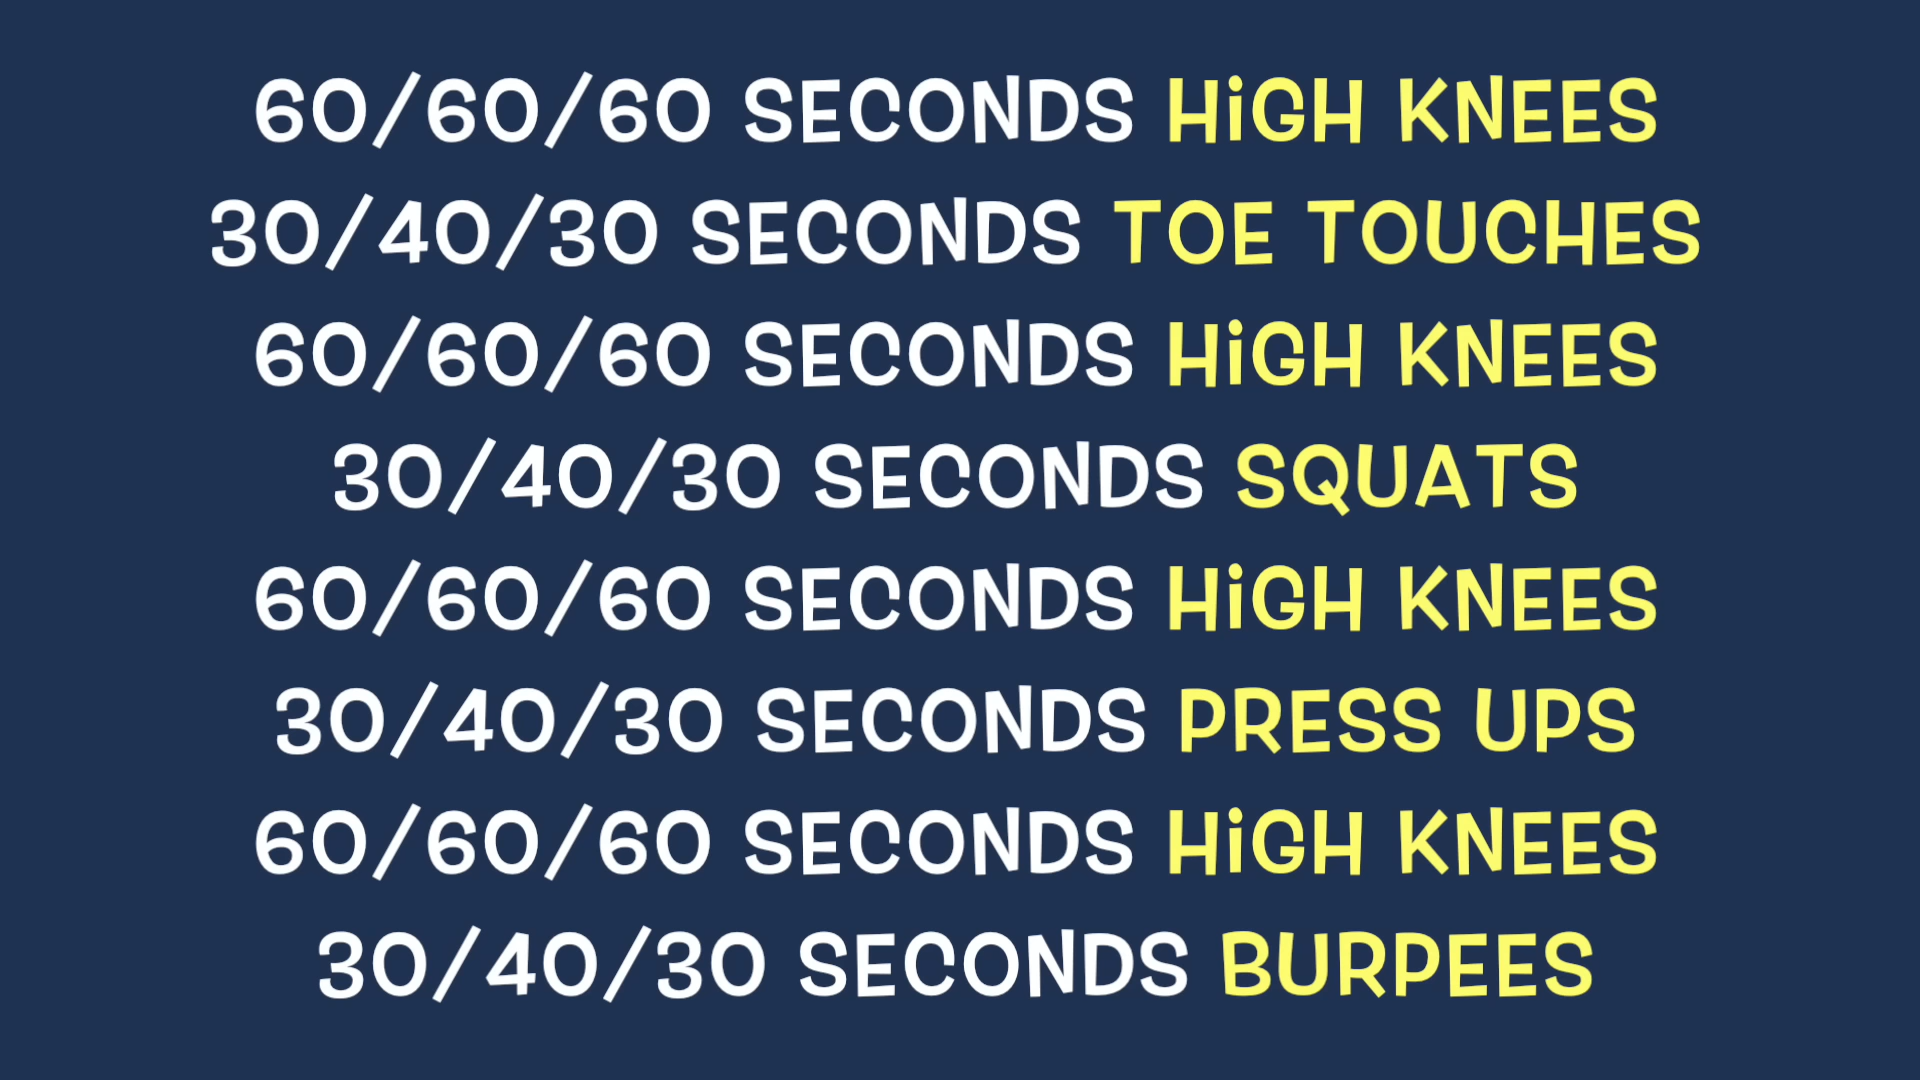 60/60/60 SECONDS HiGH KNEES
30/40/30 SECONDS TOE TOUCHES
60/60/60 SECONDS HiGH KNEES
30/40/30 SECONDS SQUATS
60/60/60 SECONDS HiGH KNEES
30/40/30 SECONDS PRESS UPS
60/60/60 SECONDS HiGH KNEES
30/40/30 SECONDS BURPEES